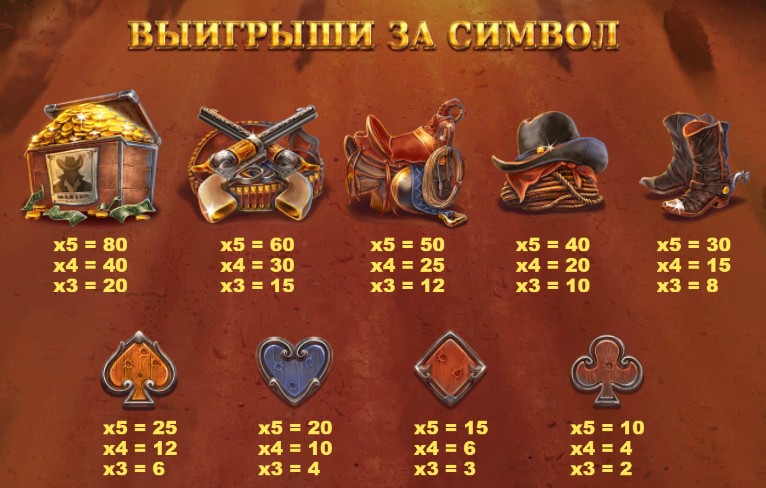 ВЫИГРЫШИ ЗА СИМВОЛ
x5 = 80
x4 = 40
x3 = 20
x5 = 60
x4 = 30
x3 = 15
x5 = 50
x4 = 25
x3 = 12
x5 = 40
x4 = 20
x3 = 10
x5 = 30
x4 = 15
x3 = 8
x5 = 25
x4 = 12
x3 = 6
x5 = 20
x4 = 10
x3 = 4
x5 = 15
x4 = 6
x3 = 3
x5 = 10
x4 = 4
x3 = 2